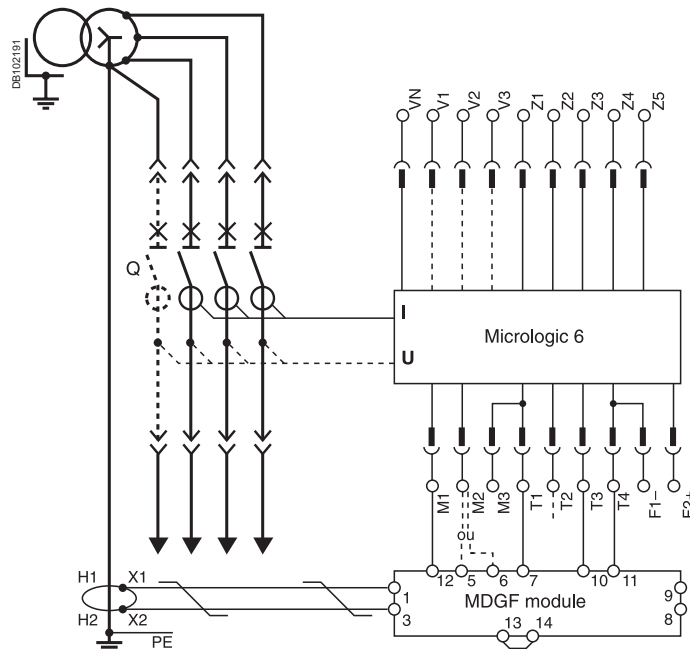 DB102191
VN V1 V2 V3 Z1 Z2 Z3 Z4 Z5
Q
I
Micrologic 6
U
M1 M2 M3 T1 T2 T3 T4 F1– F2+
ou
12 5 6 7 10 11
H1 X1
1
MDGF module
9
H2 X2
3
8
13 14
PE